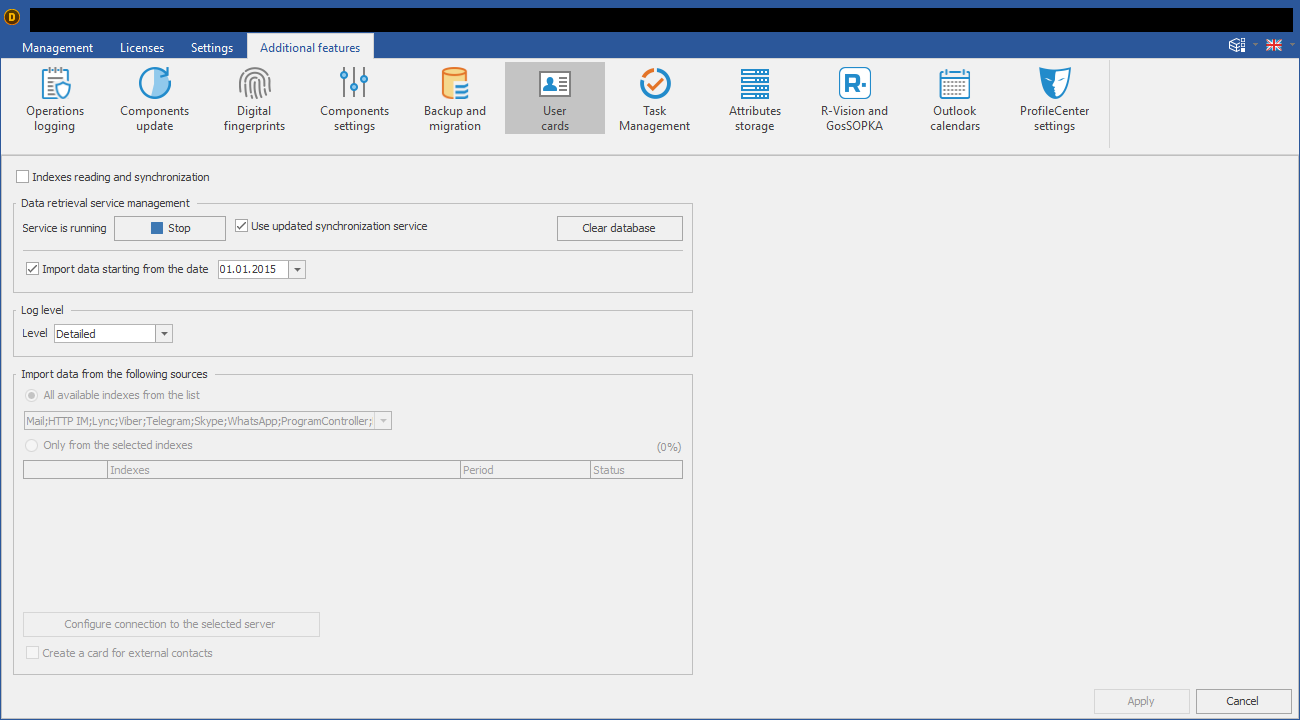 D
Management Licenses Settings Additional features
Operations logging
Components update
Digital fingerprints
Components settings
Backup and migration
User cards
Task Management
Attributes storage
R-Vision and GosSOPKA
Outlook calendars
ProfileCenter settings
Indexes reading and synchronization
Data retrieval service management
Service is running Stop Use updated synchronization service Clear database
Import data starting from the date 01.01.2015
Log level
Level Detailed
Import data from the following sources
All available indexes from the list
Mail;HTTP IM;Lync;Viber;Telegram;Skype;WhatsApp;ProgramController;
Only from the selected indexes (0%)
Indexes Period Status
Configure connection to the selected server
Create a card for external contacts
Apply Cancel